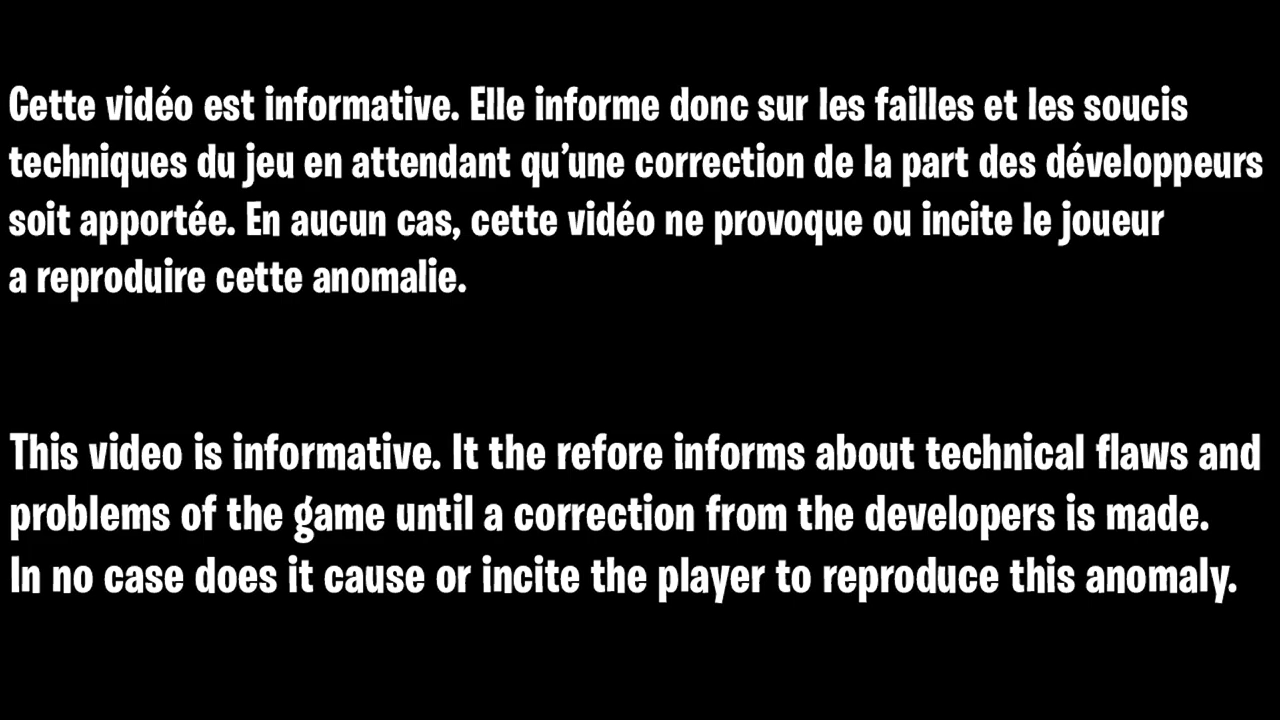 Cette vidéo est informative. Elle informe donc sur les failles et les soucis
techniques du jeu en attendant qu’une correction de la part des développeurs
soit apportée. En aucun cas, cette vidéo ne provoque ou incite le joueur
a reproduire cette anomalie.
This video is informative. It the refore informs about technical flaws and
problems of the game until a correction from the developers is made.
In no case does it cause or incite the player to reproduce this anomaly.